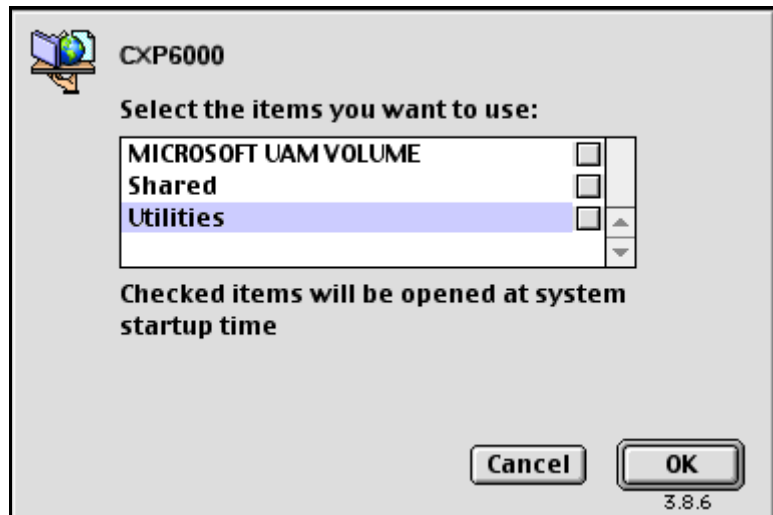 CXP6000
Select the items you want to use:
MICROSOFT UAM VOLUME
Shared
Utilities
Checked items will be opened at system
startup time
Cancel
OK
3.8.6